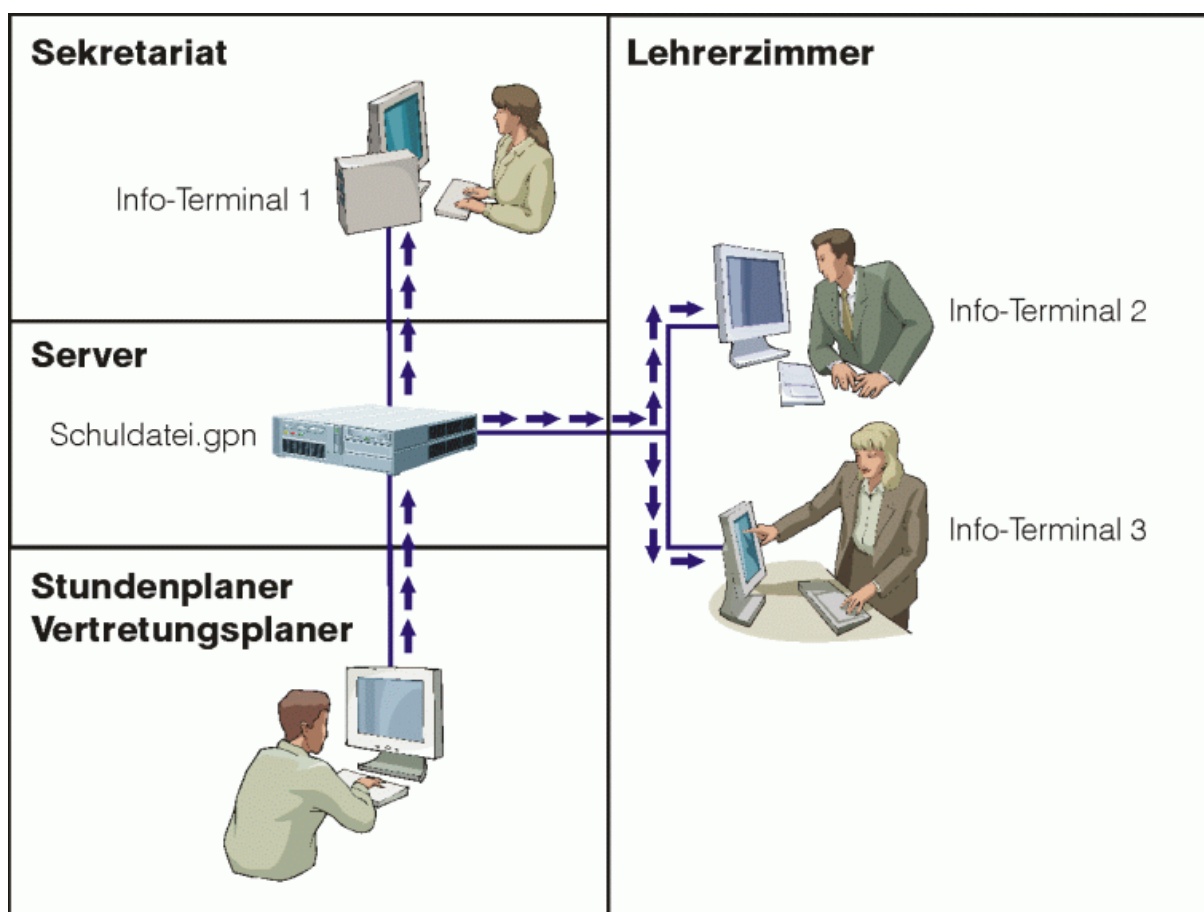 Sekretariat
Info-Terminal 1
Server
Schuldatei.gpn
Stundenplaner
Vertretungsplaner
Lehrerzimmer
Info-Terminal 2
Info-Terminal 3